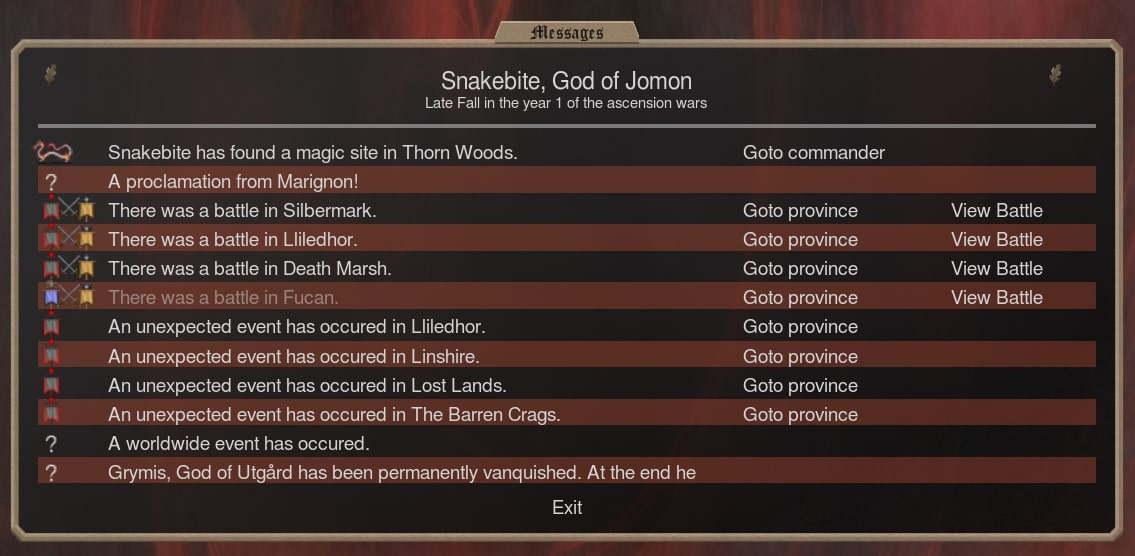 Messages
Snakebite, God of Jomon
Late Fall in the year 1 of the ascension wars
Snakebite has found a magic site in Thorn Woods. Goto commander
? A proclamation from Marignon!
There was a battle in Silbermark. Goto province View Battle
There was a battle in Lliledhor. Goto province View Battle
There was a battle in Death Marsh. Goto province View Battle
There was a battle in Fucan. Goto province View Battle
An unexpected event has occured in Lliledhor. Goto province
An unexpected event has occured in Linshire. Goto province
An unexpected event has occured in Lost Lands. Goto province
An unexpected event has occured in The Barren Crags. Goto province
? A worldwide event has occured.
? Grymis, God of Utgård has been permanently vanquished. At the end he
Exit